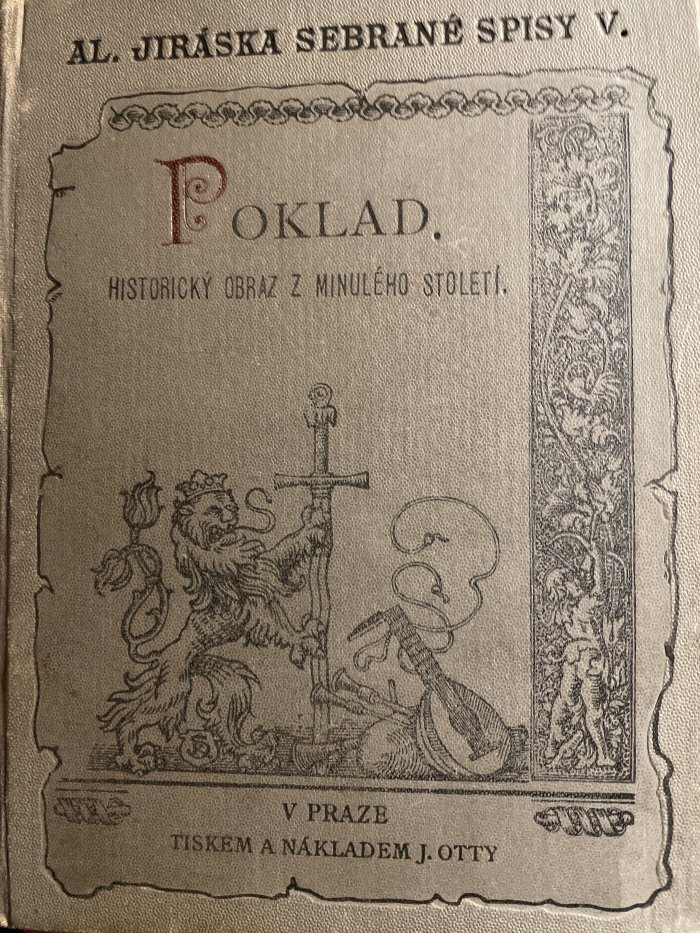 AL. JIRÁSKA SEBRANÉ SPISY V.
POKLAD.
HISTORICKÝ OBRAZ Z MINULÉHO STOLETÍ.
V PRAZE
TISKEM A NÁKLADEM J. OTTY